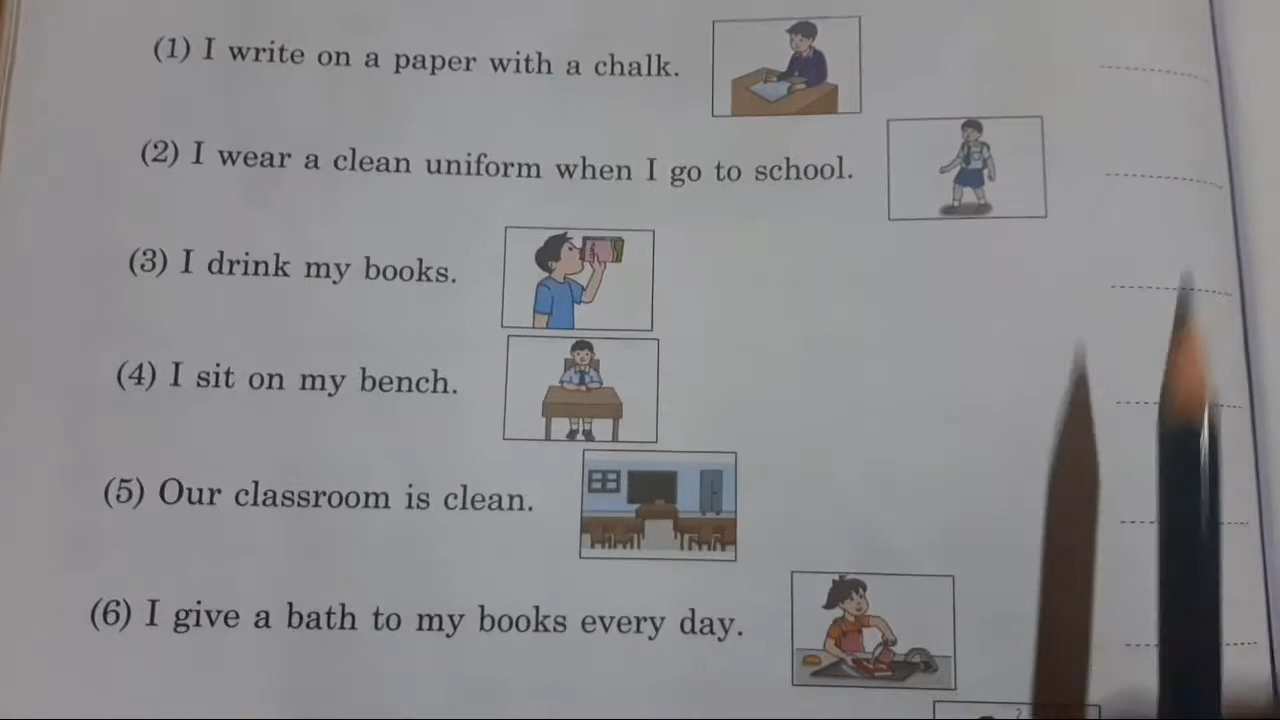 (1) I write on a paper with a chalk.
(2) I wear a clean uniform when I go to school.
(3) I drink my books.
(4) I sit on my bench.
(5) Our classroom is clean.
(6) I give a bath to my books every day.